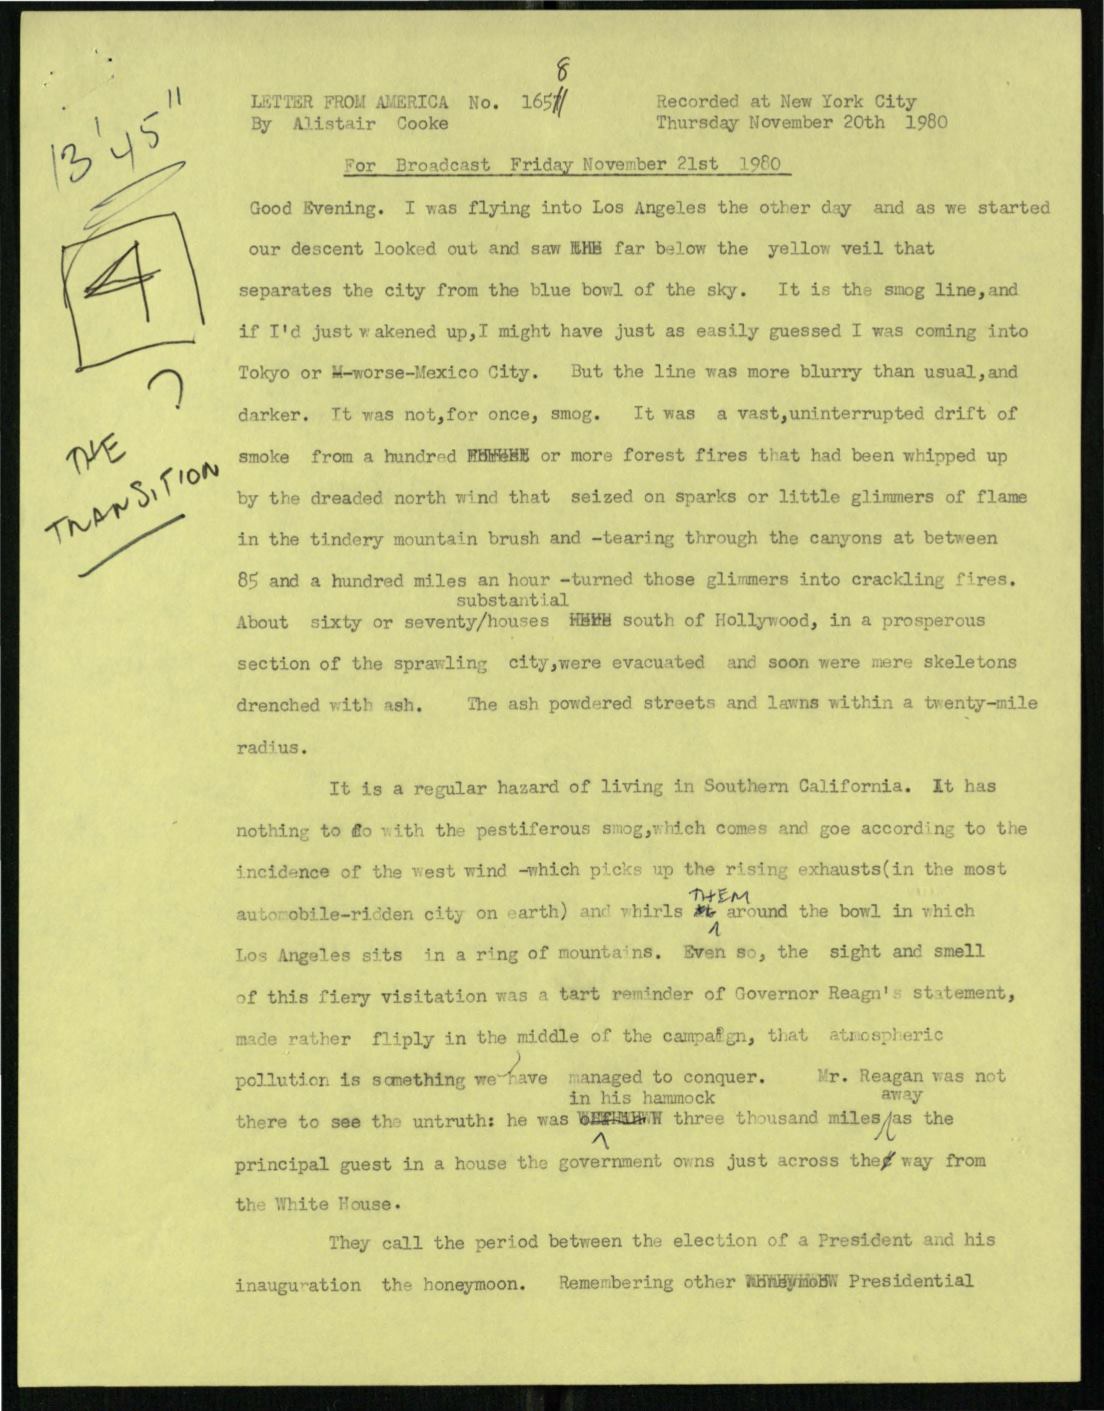 8
LETTER FROM AMERICA No. 165
By Alistair Cooke
Recorded at New York City
Thursday November 20th 1980
For Broadcast Friday November 21st 1980
13'45"
4
THE
TRANSITION
Good Evening. I was flying into Los Angeles the other day and as we started
our descent looked out and saw far below the yellow veil that
separates the city from the blue bowl of the sky. It is the smog line,and
if I'd just wakened up,I might have just as easily guessed I was coming into
Tokyo or M-worse-Mexico City. But the line was more blurry than usual,and
darker. It was not,for once, smog. It was a vast,uninterrupted drift of
smoke from a hundred or more forest fires that had been whipped up
by the dreaded north wind that seized on sparks or little glimmers of flame
in the tindery mountain brush and -tearing through the canyons at between
85 and a hundred miles an hour -turned those glimmers into crackling fires.
substantial
About sixty or seventy/houses south of Hollywood, in a prosperous
section of the sprawling city,were evacuated and soon were mere skeletons
drenched with ash. The ash powdered streets and lawns within a twenty-mile
radius.
It is a regular hazard of living in Southern California. It has
nothing to do with the pestiferous smog,which comes and goe according to the
incidence of the west wind -which picks up the rising exhausts(in the most
THEM
automobile-ridden city on earth) and whirls it around the bowl in which
Los Angeles sits in a ring of mountains. Even so, the sight and smell
of this fiery visitation was a tart reminder of Governor Reagn's statement,
made rather fliply in the middle of the campaign, that atmospheric
pollution is something we have managed to conquer. Mr. Reagan was not
in his hammock away
there to see the untruth: he was three thousand miles/as the
principal guest in a house the government owns just across the way from
the White House.
They call the period between the election of a President and his
inauguration the honeymoon. Remembering other honeymoon Presidential